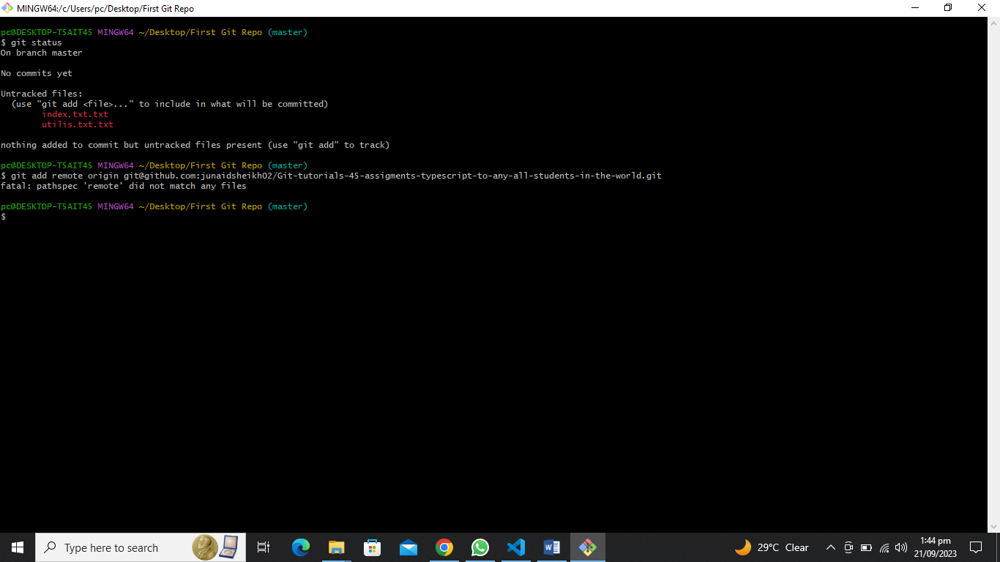 MINGW64:/c/Users/pc/Desktop/First Git Repo
pc@DESKTOP-T5AIT45 MINGW64 ~/Desktop/First Git Repo (master)
$ git status
On branch master
No commits yet
Untracked files:
(use "git add <file>..." to include in what will be committed)
index.txt.txt
utilis.txt.txt
nothing added to commit but untracked files present (use "git add" to track)
pc@DESKTOP-T5AIT45 MINGW64 ~/Desktop/First Git Repo (master)
$ git add remote origin git@github.com:junaidsheikh02/Git-tutorials-45-assigments-typescript-to-any-all-students-in-the-world.git
fatal: pathspec 'remote' did not match any files
pc@DESKTOP-T5AIT45 MINGW64 ~/Desktop/First Git Repo (master)
$
Type here to search
29°C Clear
1:44 pm
21/09/2023